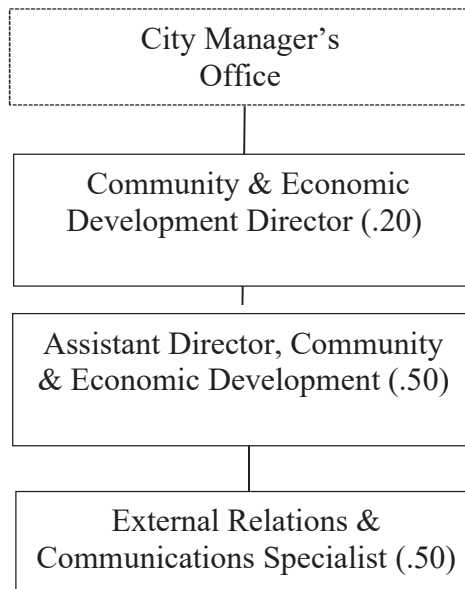 City Manager’s
Office
Community & Economic
Development Director (.20)
Assistant Director, Community
& Economic Development (.50)
External Relations &
Communications Specialist (.50)